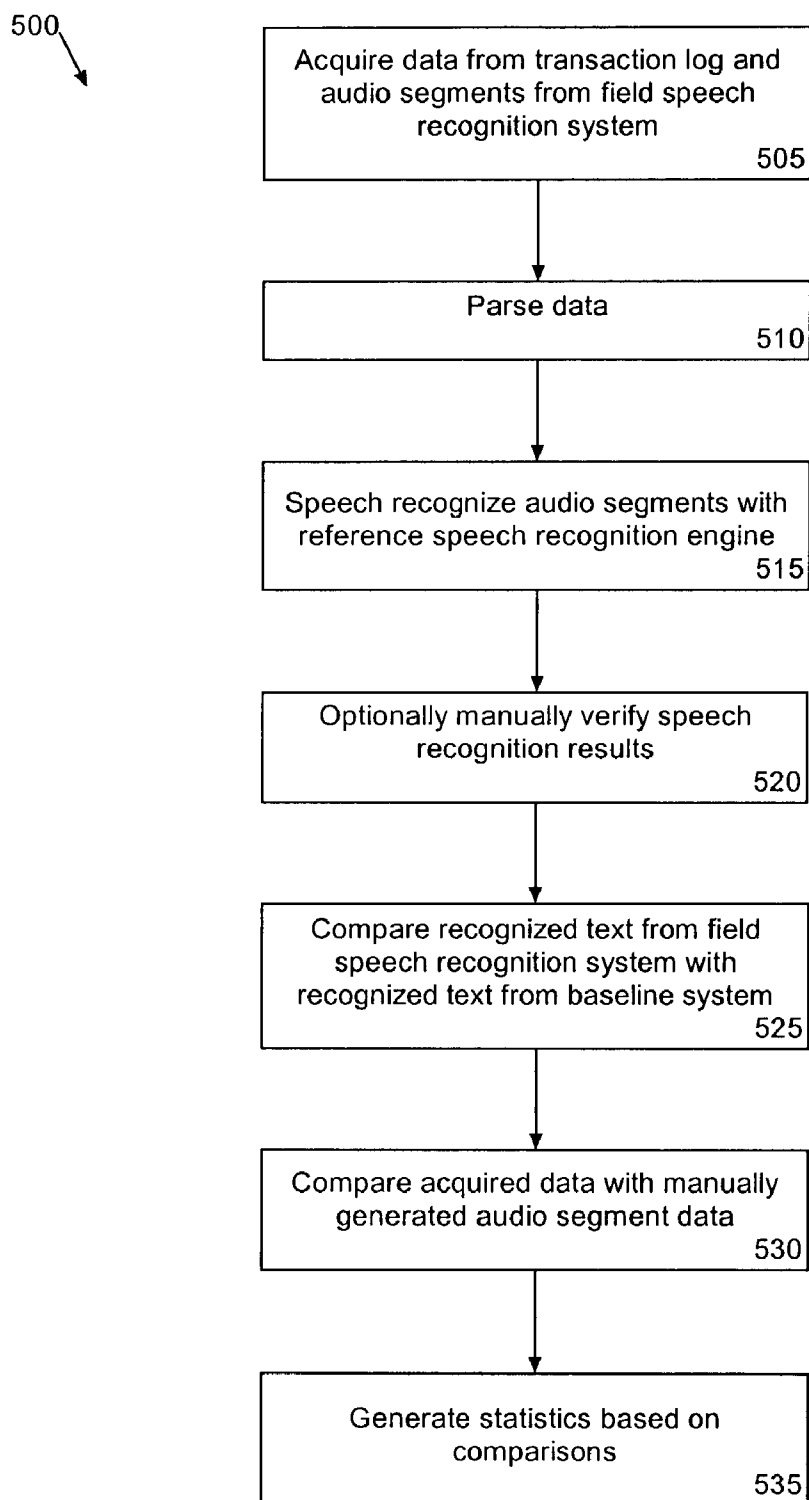 500
Acquire data from transaction log and
audio segments from field speech
recognition system
505
Parse data
510
Speech recognize audio segments with
reference speech recognition engine
515
Optionally manually verify speech
recognition results
520
Compare recognized text from field
speech recognition system with
recognized text from baseline system
525
Compare acquired data with manually
generated audio segment data
530
Generate statistics based on
comparisons
535